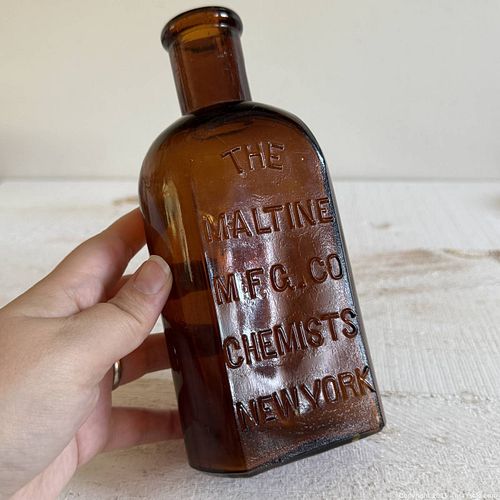 THE
MALTINE
M'F'G. CO
CHEMISTS
NEW YORK